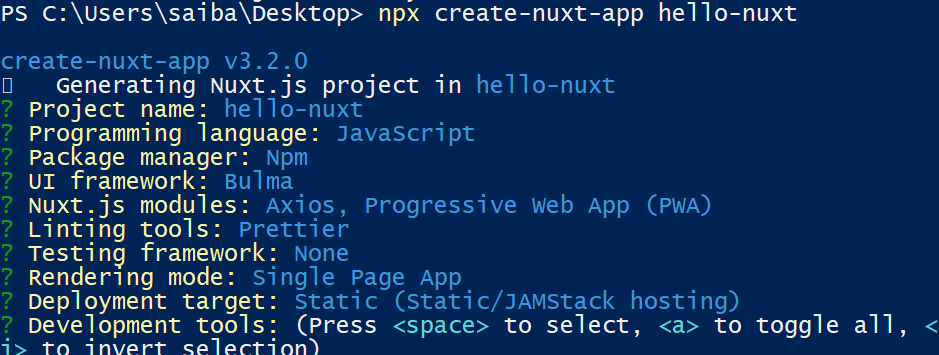 PS C:\Users\saiba\Desktop> npx create-nuxt-app hello-nuxt
create-nuxt-app v3.2.0
Generating Nuxt.js project in hello-nuxt
? Project name: hello-nuxt
? Programming language: JavaScript
? Package manager: Npm
? UI framework: Bulma
? Nuxt.js modules: Axios, Progressive Web App (PWA)
? Linting tools: Prettier
? Testing framework: None
? Rendering mode: Single Page App
? Deployment target: Static (Static/JAMStack hosting)
? Development tools: (Press <space> to select, <a> to toggle all, <
i> to invert selection)